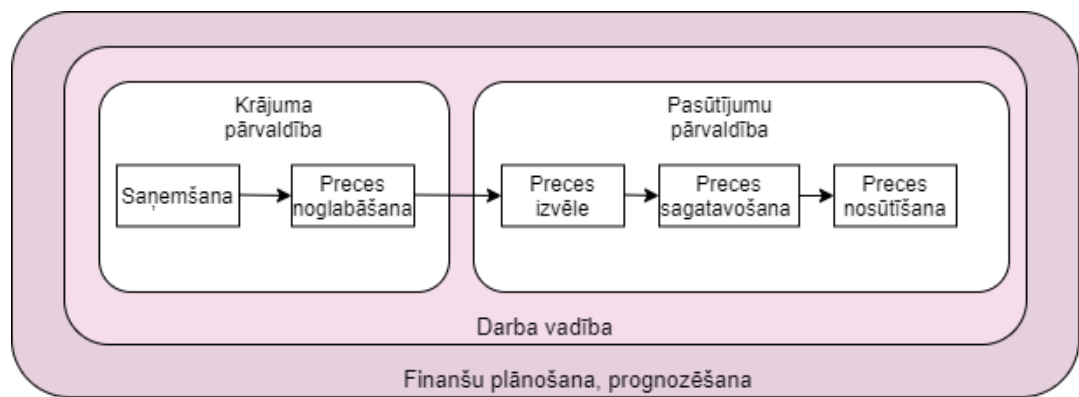 Krājuma
pārvaldība
Pasūtījumu
pārvaldība
Saņemšana
Preces
noglabāšana
Preces
izvēle
Preces
sagatavošana
Preces
nosūtīšana
Darba vadība
Finanšu plānošana, prognozēšana